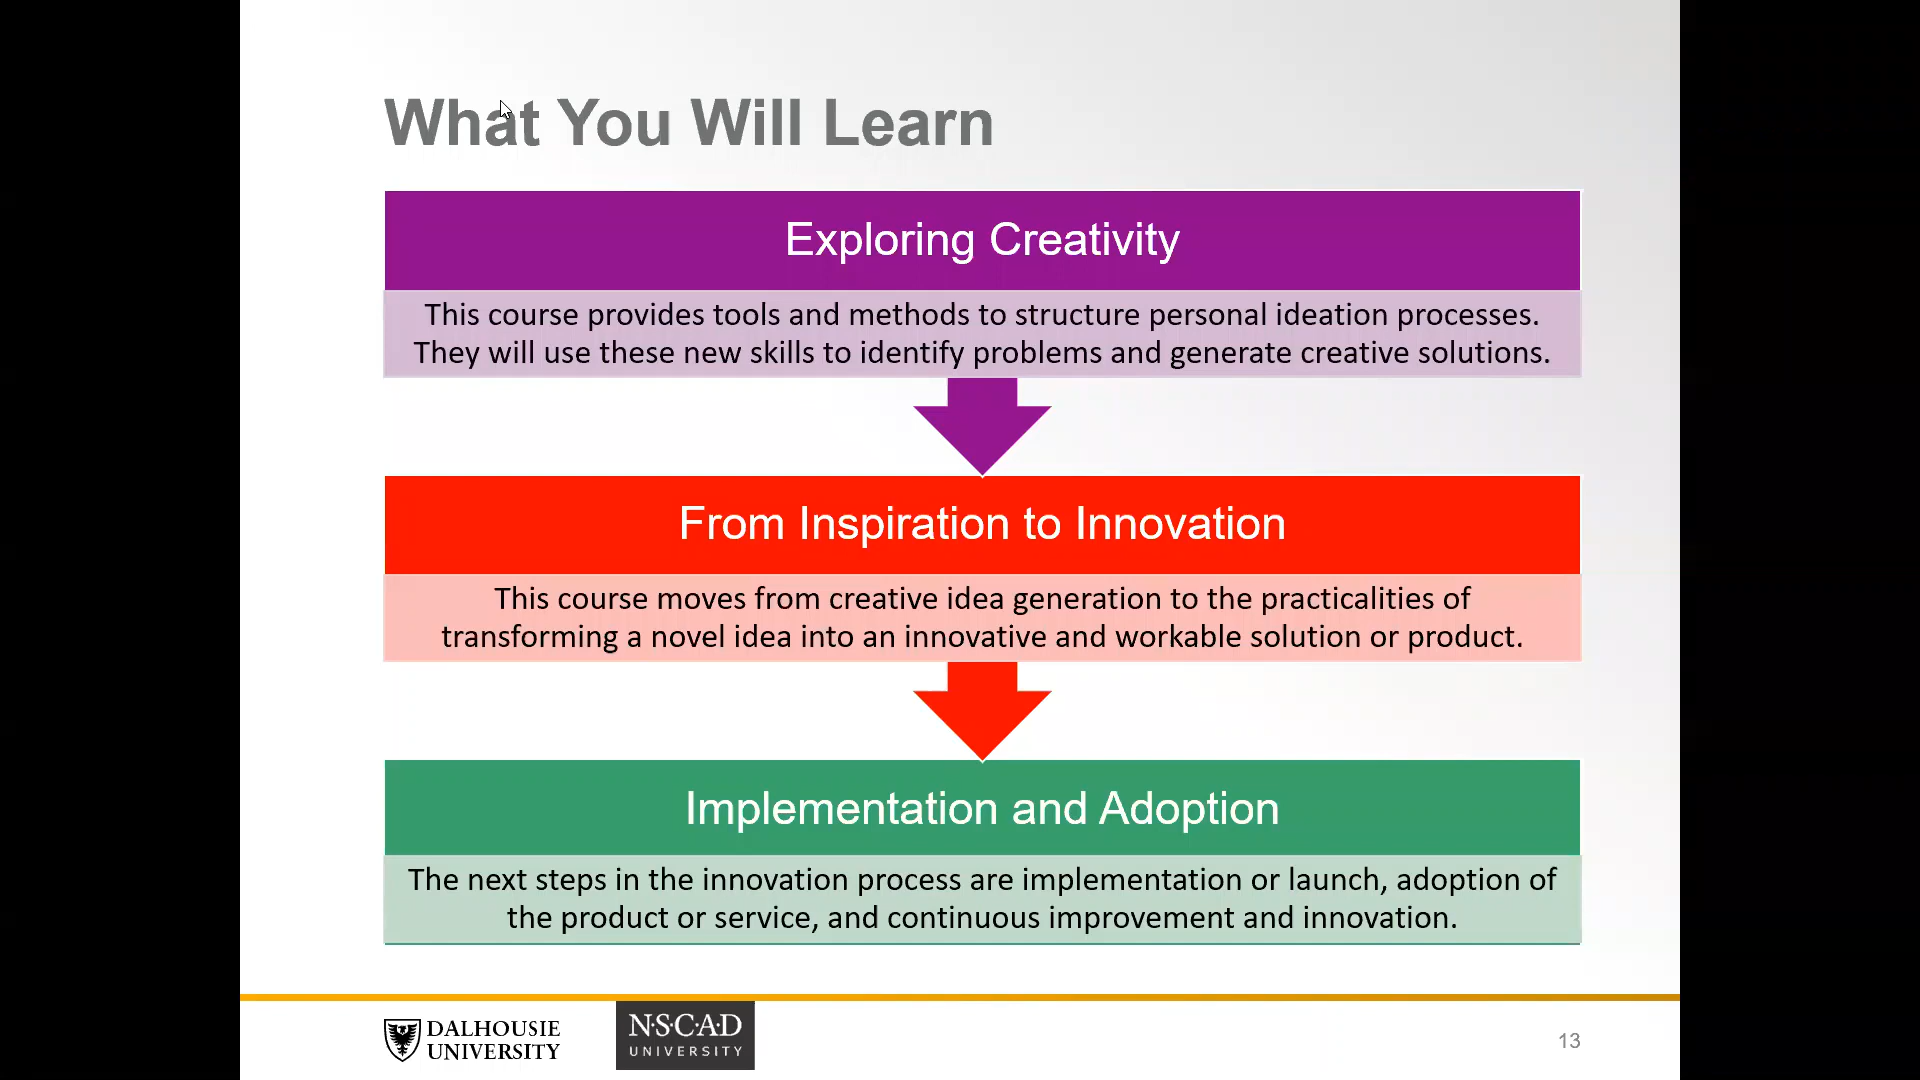 What You Will Learn
Exploring Creativity
This course provides tools and methods to structure personal ideation processes.
They will use these new skills to identify problems and generate creative solutions.
From Inspiration to Innovation
This course moves from creative idea generation to the practicalities of
transforming a novel idea into an innovative and workable solution or product.
Implementation and Adoption
The next steps in the innovation process are implementation or launch, adoption of
the product or service, and continuous improvement and innovation.
DALHOUSIE
UNIVERSITY
N·S·C·A·D
UNIVERSITY
13